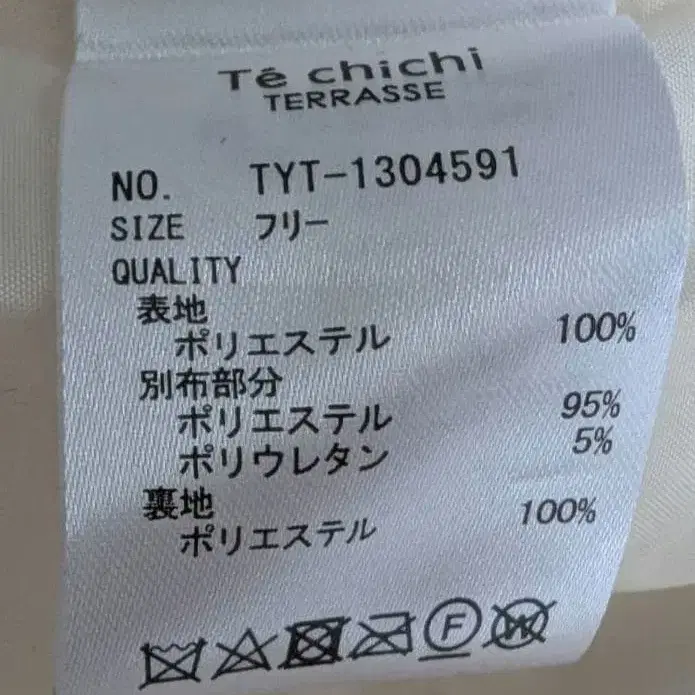 Tē chichi
TERRASSE
NO. TYT-1304591
SIZE フリー
QUALITY
表地
ポリエステル 100%
別布部分
ポリエステル 95%
ポリウレタン 5%
裏地
ポリエステル 100%
F W